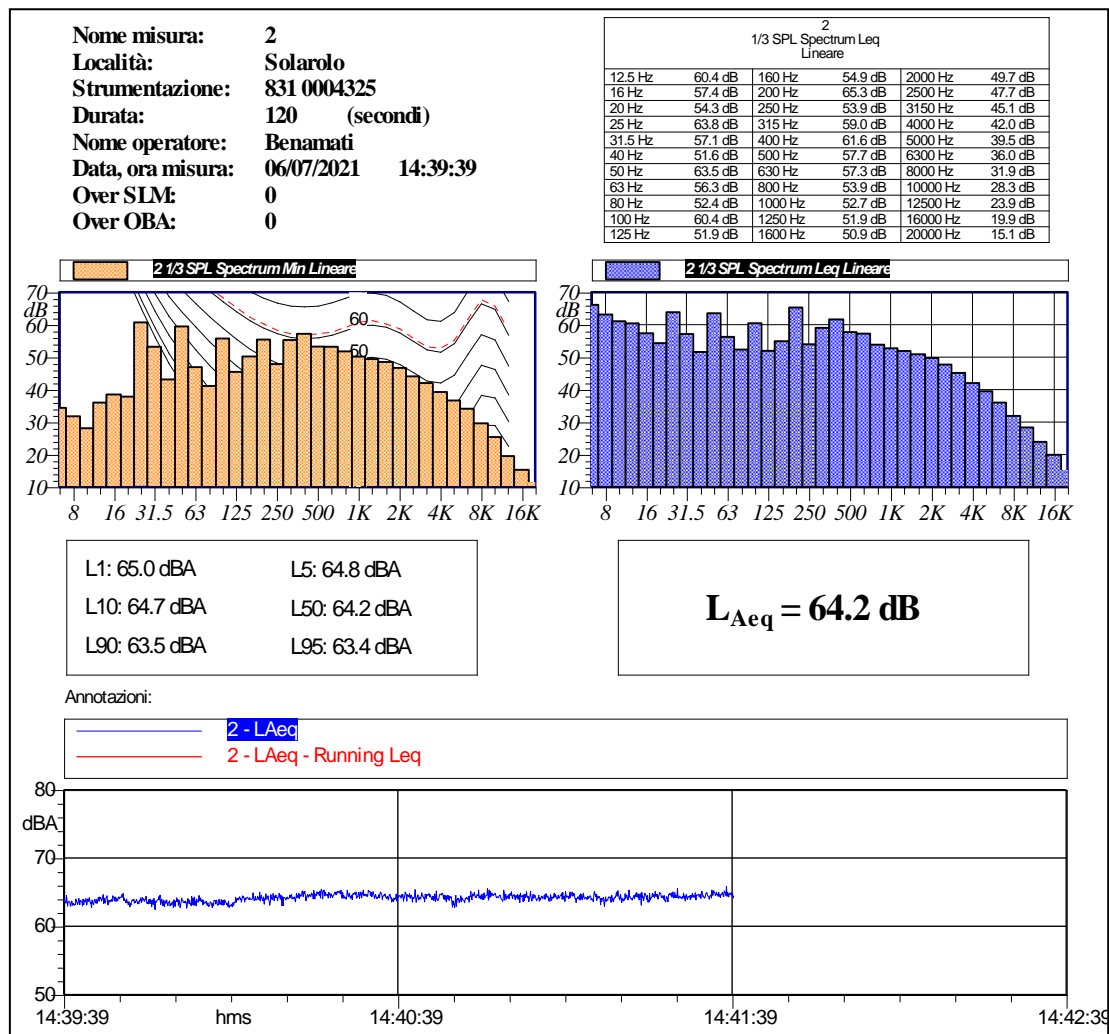 Nome misura: 2
Località: Solarolo
Strumentazione: 831 0004325
Durata: 120 (secondi)
Nome operatore: Benamati
Data, ora misura: 06/07/2021 14:39:39
Over SLM: 0
Over OBA: 0
2
1/3 SPL Spectrum Leq
Lineare
12.5 Hz 60.4 dB 160 Hz 54.9 dB 2000 Hz 49.7 dB
16 Hz 57.4 dB 200 Hz 65.3 dB 2500 Hz 47.7 dB
20 Hz 54.3 dB 250 Hz 53.9 dB 3150 Hz 45.1 dB
25 Hz 63.8 dB 315 Hz 59.0 dB 4000 Hz 42.0 dB
31.5 Hz 57.1 dB 400 Hz 61.6 dB 5000 Hz 39.5 dB
40 Hz 51.6 dB 500 Hz 57.7 dB 6300 Hz 36.0 dB
50 Hz 63.5 dB 630 Hz 57.3 dB 8000 Hz 31.9 dB
63 Hz 56.3 dB 800 Hz 53.9 dB 10000 Hz 28.3 dB
80 Hz 52.4 dB 1000 Hz 52.7 dB 12500 Hz 23.9 dB
100 Hz 60.4 dB 1250 Hz 51.9 dB 16000 Hz 19.9 dB
125 Hz 51.9 dB 1600 Hz 50.9 dB 20000 Hz 15.1 dB
2 1/3 SPL Spectrum Min Lineare
70
dB
60
50
40
30
20
10
60
50
8 16 31.5 63 125 250 500 1K 2K 4K 8K 16K
2 1/3 SPL Spectrum Leq Lineare
70
dB
60
50
40
30
20
10
8 16 31.5 63 125 250 500 1K 2K 4K 8K 16K
L1: 65.0 dBA L5: 64.8 dBA
L10: 64.7 dBA L50: 64.2 dBA
L90: 63.5 dBA L95: 63.4 dBA
LAeq = 64.2 dB
Annotazioni:
2 - LAeq
2 - LAeq - Running Leq
80
dBA
70
60
50
14:39:39 hms 14:40:39 14:41:39 14:42:39